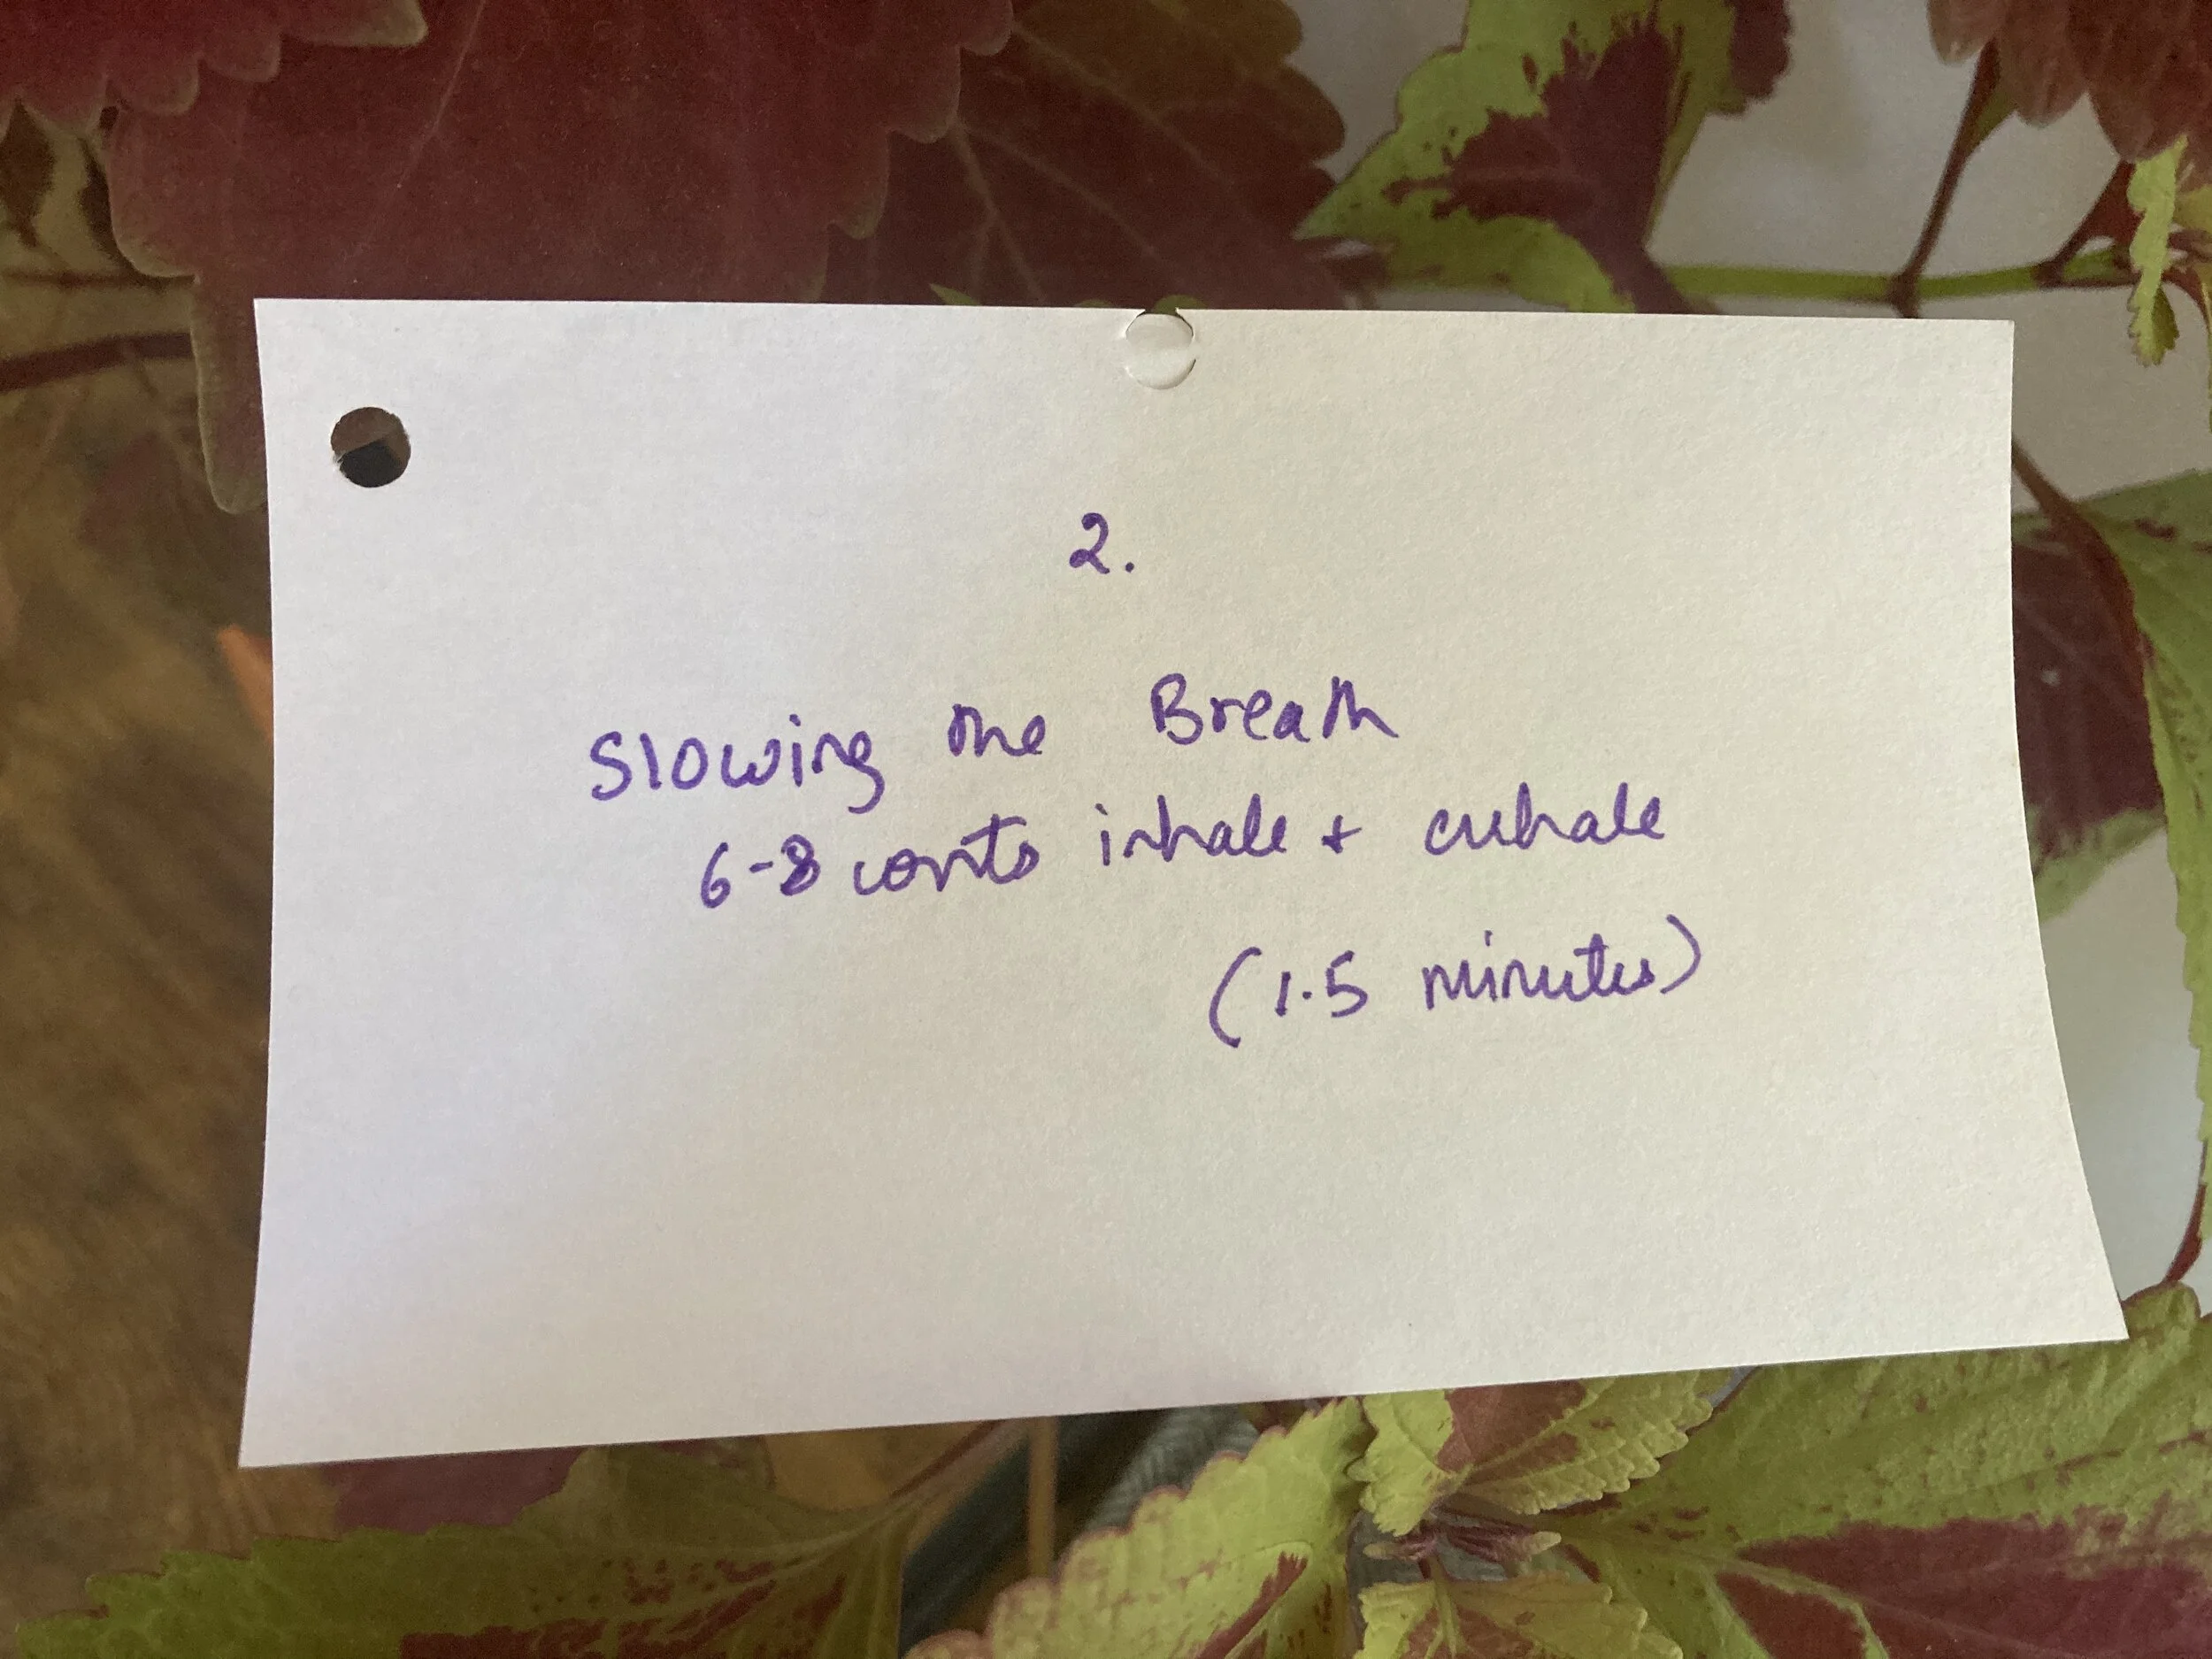 2.
Slowing the Breath
6-8 counts inhale + exhale
(1.5 minutes)